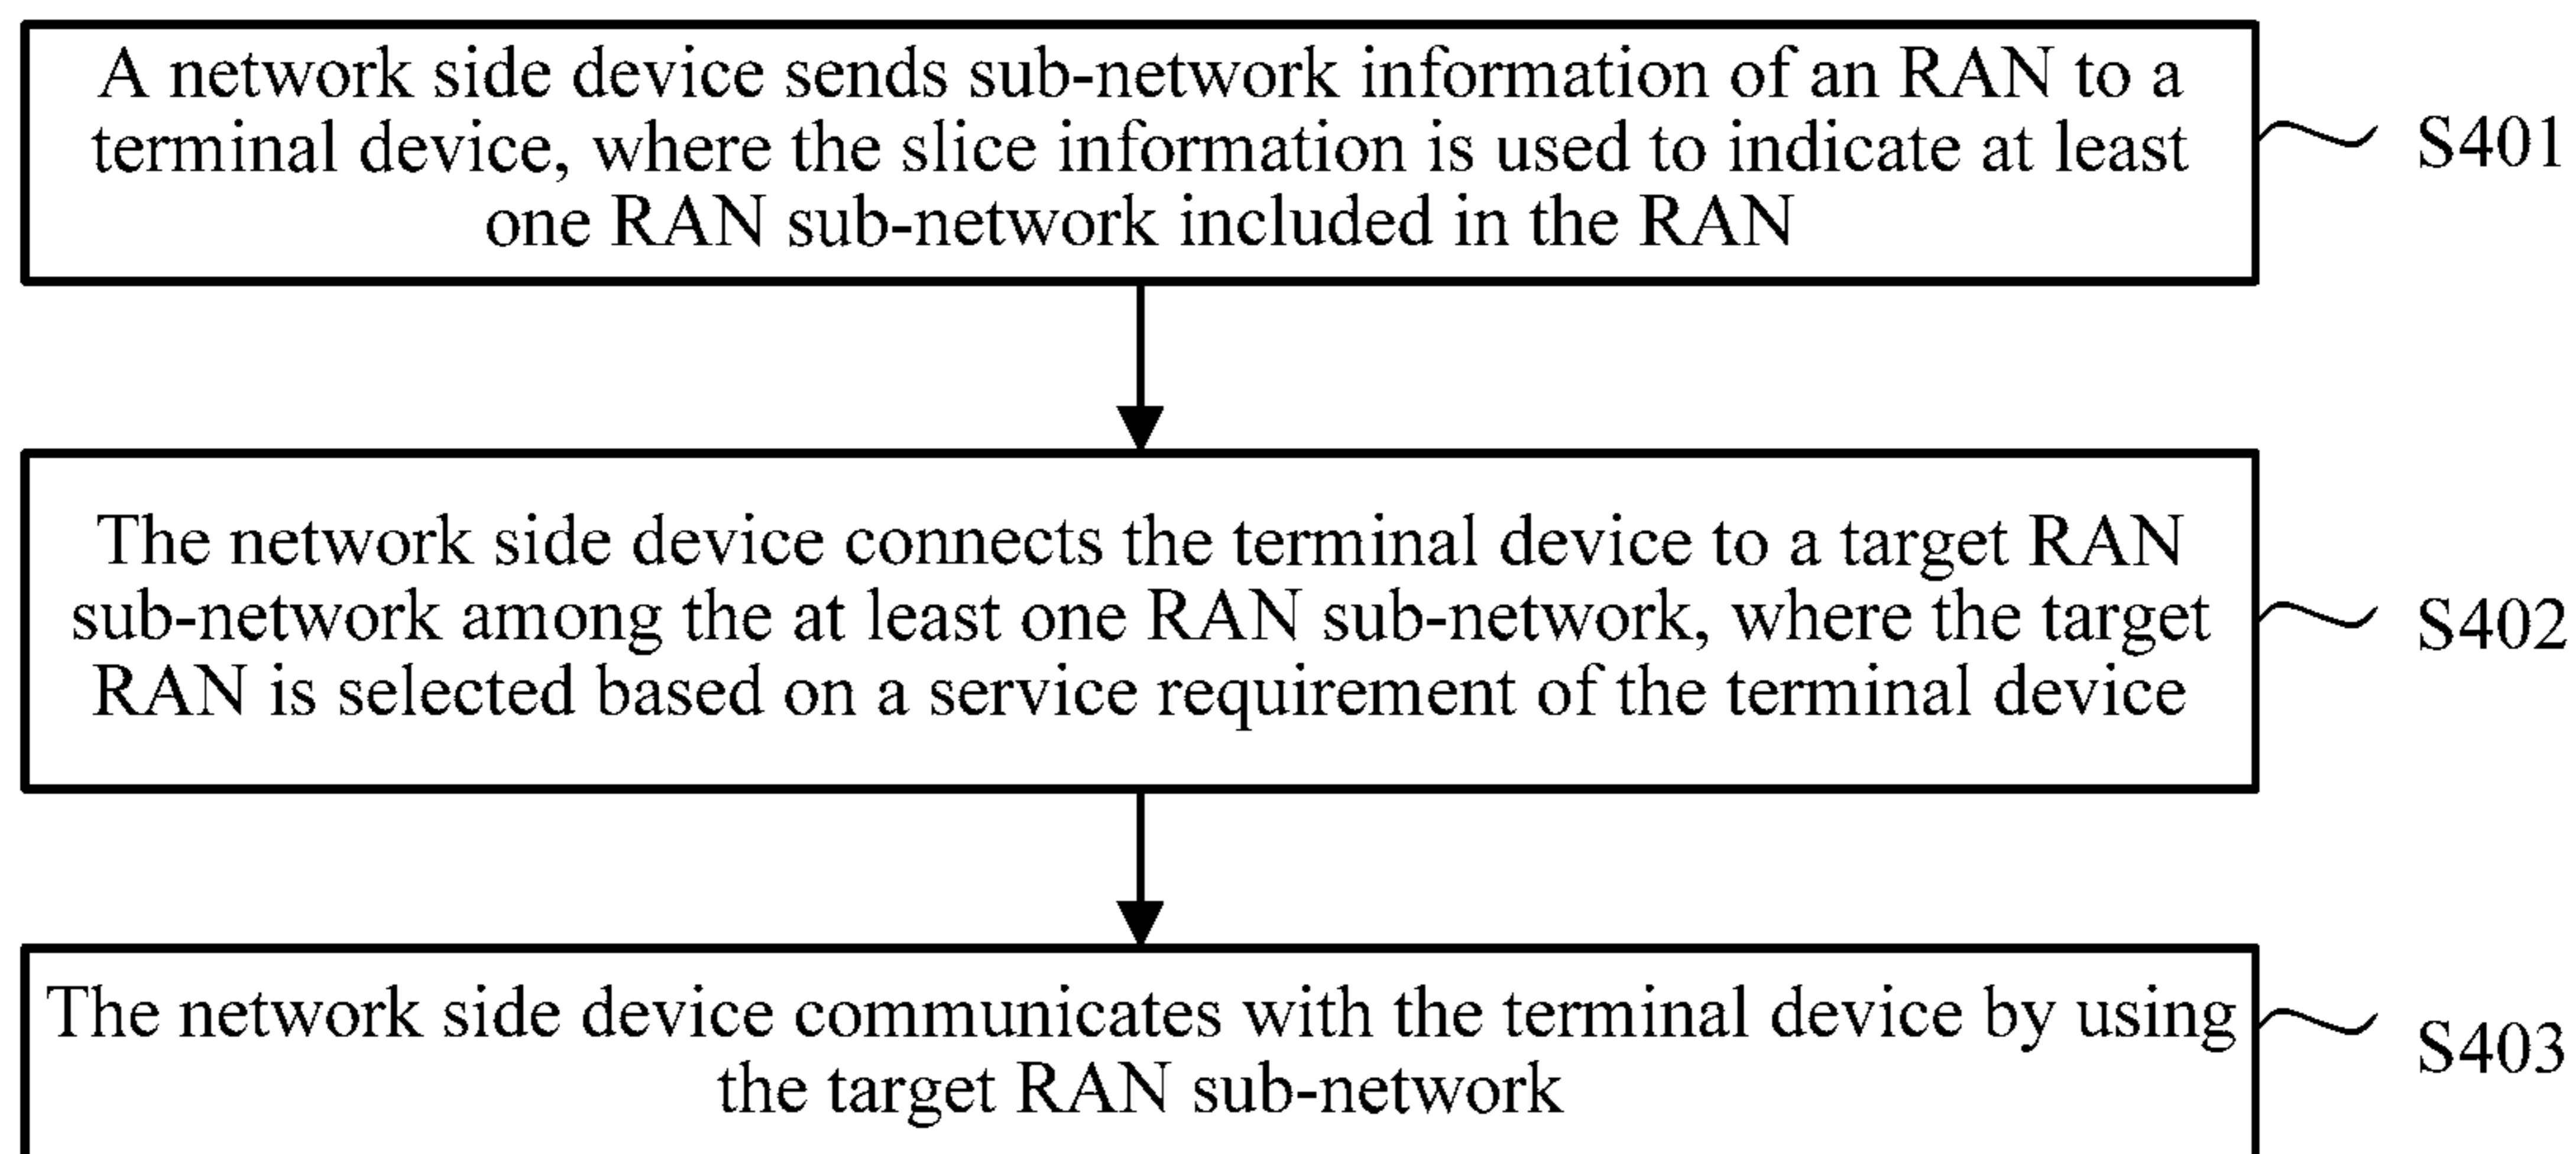 A network side device sends sub-network information of an RAN to a
terminal device, where the slice information is used to indicate at least
one RAN sub-network included in the RAN
S401
The network side device connects the terminal device to a target RAN
sub-network among the at least one RAN sub-network, where the target
RAN is selected based on a service requirement of the terminal device
S402
The network side device communicates with the terminal device by using
the target RAN sub-network
S403